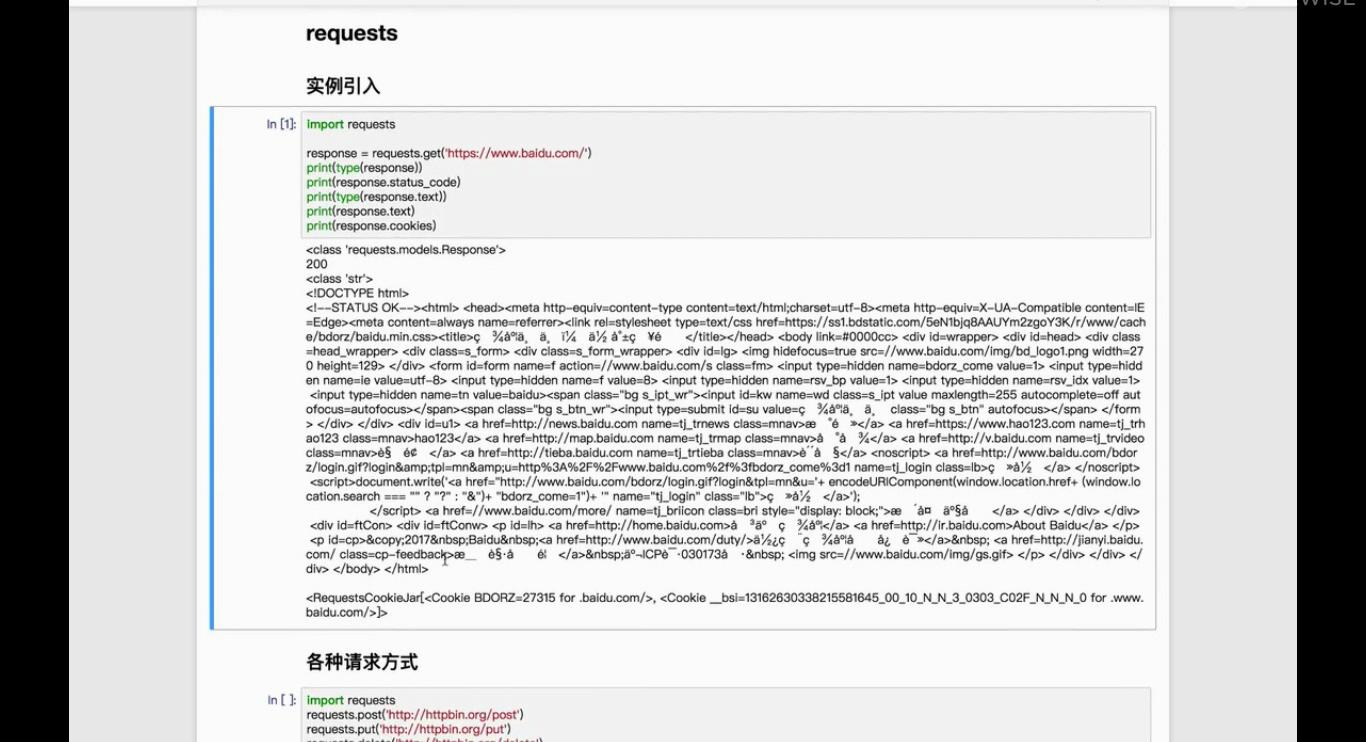 WISE
requests
实例引入
In [1]: import requests
response = requests.get('https://www.baidu.com/')
print(type(response))
print(response.status_code)
print(type(response.text))
print(response.text)
print(response.cookies)
<class 'requests.models.Response'>
200
<class 'str'>
<!DOCTYPE html>
<!--STATUS OK--><html> <head><meta http-equiv=content-type content=text/html;charset=utf-8><meta http-equiv=X-UA-Compatible content=IE
=Edge><meta content=always name=referrer><link rel=stylesheet type=text/css href=https://ss1.bdstatic.com/5eN1bjq8AAUYm2zgoY3K/r/www/cach
e/bdorz/baidu.min.css><title>ç ¾åº¦ä¸ ä¸ ï¼ ä½ å°±ç ¥é </title></head> <body link=#0000cc> <div id=wrapper> <div id=head> <div class
=head_wrapper> <div class=s_form> <div class=s_form_wrapper> <div id=lg> <img hidefocus=true src=//www.baidu.com/img/bd_logo1.png width=27
0 height=129> </div> <form id=form name=f action=//www.baidu.com/s class=fm> <input type=hidden name=bdorz_come value=1> <input type=hidd
en name=ie value=utf-8> <input type=hidden name=f value=8> <input type=hidden name=rsv_bp value=1> <input type=hidden name=rsv_idx value=1>
<input type=hidden name=tn value=baidu><span class="bg s_ipt_wr"><input id=kw name=wd class=s_ipt value maxlength=255 autocomplete=off aut
ofocus=autofocus></span><span class="bg s_btn_wr"><input type=submit id=su value=ç ¾åº¦ä¸ ä¸ class="bg s_btn" autofocus></span> </form
> </div> </div> <div id=u1> <a href=http://news.baidu.com name=tj_trnews class=mnav>æ °é »</a> <a href=https://www.hao123.com name=tj_trh
ao123 class=mnav>hao123</a> <a href=http://map.baidu.com name=tj_trmap class=mnav>å °å ¾</a> <a href=http://v.baidu.com name=tj_trvideo
class=mnav>è§ é¢ </a> <a href=http://tieba.baidu.com name=tj_trtieba class=mnav>è´´å §</a> <noscript> <a href=http://www.baidu.com/bdor
z/login.gif?login&amp;tpl=mn&amp;u=http%3A%2F%2Fwww.baidu.com%2f%3fbdorz_come%3d1 name=tj_login class=lb>ç »å½ </a> </noscript>
<script>document.write('<a href="http://www.baidu.com/bdorz/login.gif?login&tpl=mn&u='+ encodeURIComponent(window.location.href+ (window.lo
cation.search === "" ? "?" : "&")+ "bdorz_come=1")+ '" name="tj_login" class="lb">ç »å½ </a>');
</script> <a href=//www.baidu.com/more/ name=tj_briicon class=bri style="display: block;">æ ´å¤ äº§å </a> </div> </div> </div>
<div id=ftCon> <div id=ftConw> <p id=lh> <a href=http://home.baidu.com>å ³äº ç ¾åº¦</a> <a href=http://ir.baidu.com>About Baidu</a> </p>
<p id=cp>&copy;2017&nbsp;Baidu&nbsp;<a href=http://www.baidu.com/duty/>ä½¿ç ¨ç ¾åº¦å å¿ è¯»</a>&nbsp; <a href=http://jianyi.baidu.
com/ class=cp-feedback>æ è§ å é¦ </a>&nbsp;äº¬ICPè¯ 030173å ·&nbsp; <img src=//www.baidu.com/img/gs.gif> </p> </div> </div> </
div> </body> </html>
<RequestsCookieJar[<Cookie BDORZ=27315 for .baidu.com/>, <Cookie __bsi=13162630338215581645_00_10_N_N_3_0303_C02F_N_N_N_0 for .www.
baidu.com/>]>
各种请求方式
In [ ]: import requests
requests.post('http://httpbin.org/post')
requests.put('http://httpbin.org/put')
requests.delete('http://httpbin.org/delete')